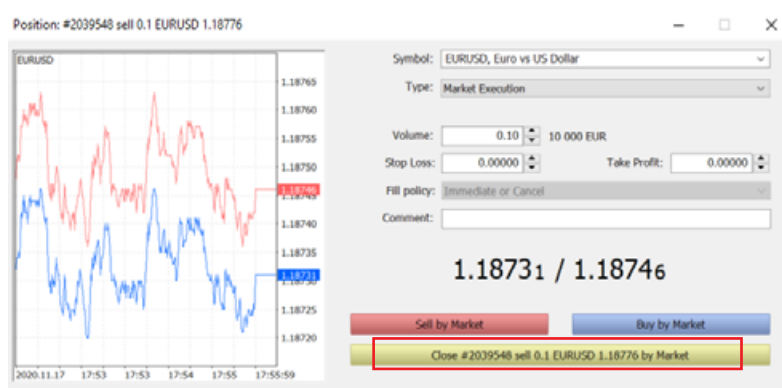 Position: #2039548 sell 0.1 EURUSD 1.18776
EURUSD
1.18765
1.18760
1.18755
1.18750
1.18746
1.18740
1.18735
1.18731
1.18725
1.18720
2020.11.17 17:53 17:53 17:54 17:55 17:55:59
Symbol: EURUSD, Euro vs US Dollar
Type: Market Execution
Volume: 0.10 10 000 EUR
Stop Loss: 0.00000 Take Profit: 0.00000
Fill policy: Immediate or Cancel
Comment:
1.18731 / 1.18746
Sell by Market Buy by Market
Close #2039548 sell 0.1 EURUSD 1.18776 by Market